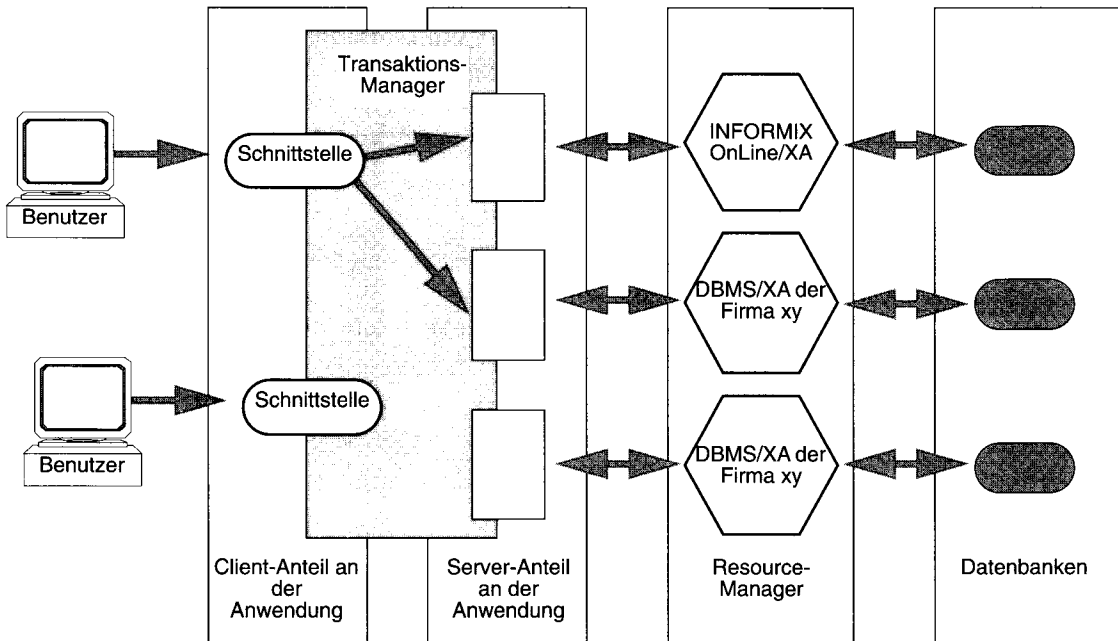 Transaktions-
Manager
Schnittstelle
INFORMIX
OnLine/XA
Benutzer
DBMS/XA der
Firma xy
Schnittstelle
DBMS/XA der
Firma xy
Benutzer
Client-Anteil an
der
Anwendung
Server-Anteil
an der
Anwendung
Resource-
Manager
Datenbanken